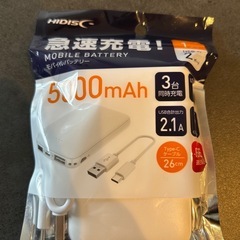 HIDISC
急速充電!
MOBILE BATTERY
モバイルバッテリー
5000mAh
3台
同時充電
USB合計出力
2.1A
Type-C
ケーブル
26cm